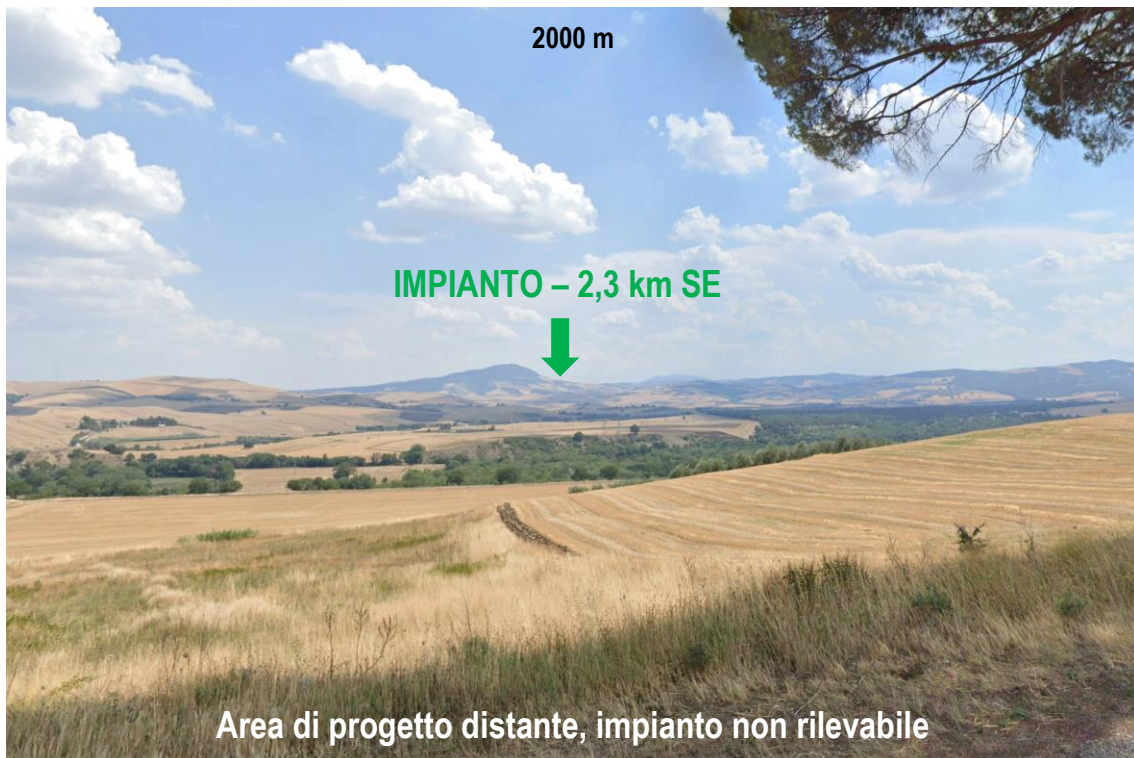 2000 m
IMPIANTO – 2,3 km SE
Area di progetto distante, impianto non rilevabile